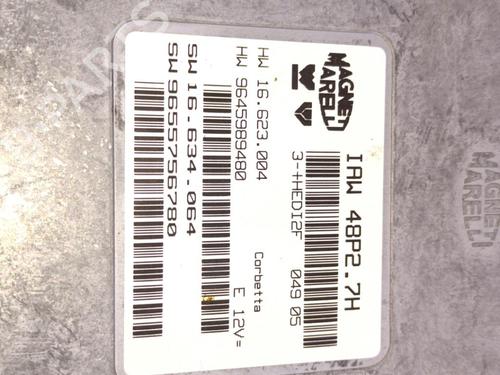 MAGNETI
MARELLI
IAW 48P2.7H
3-+HEDI2F 049 05
HW 16.623.004
HW 9645989480
Corbetta
E 12V=
SW 16.634.064
SW 9655756780
MAGNETI
MARELLI